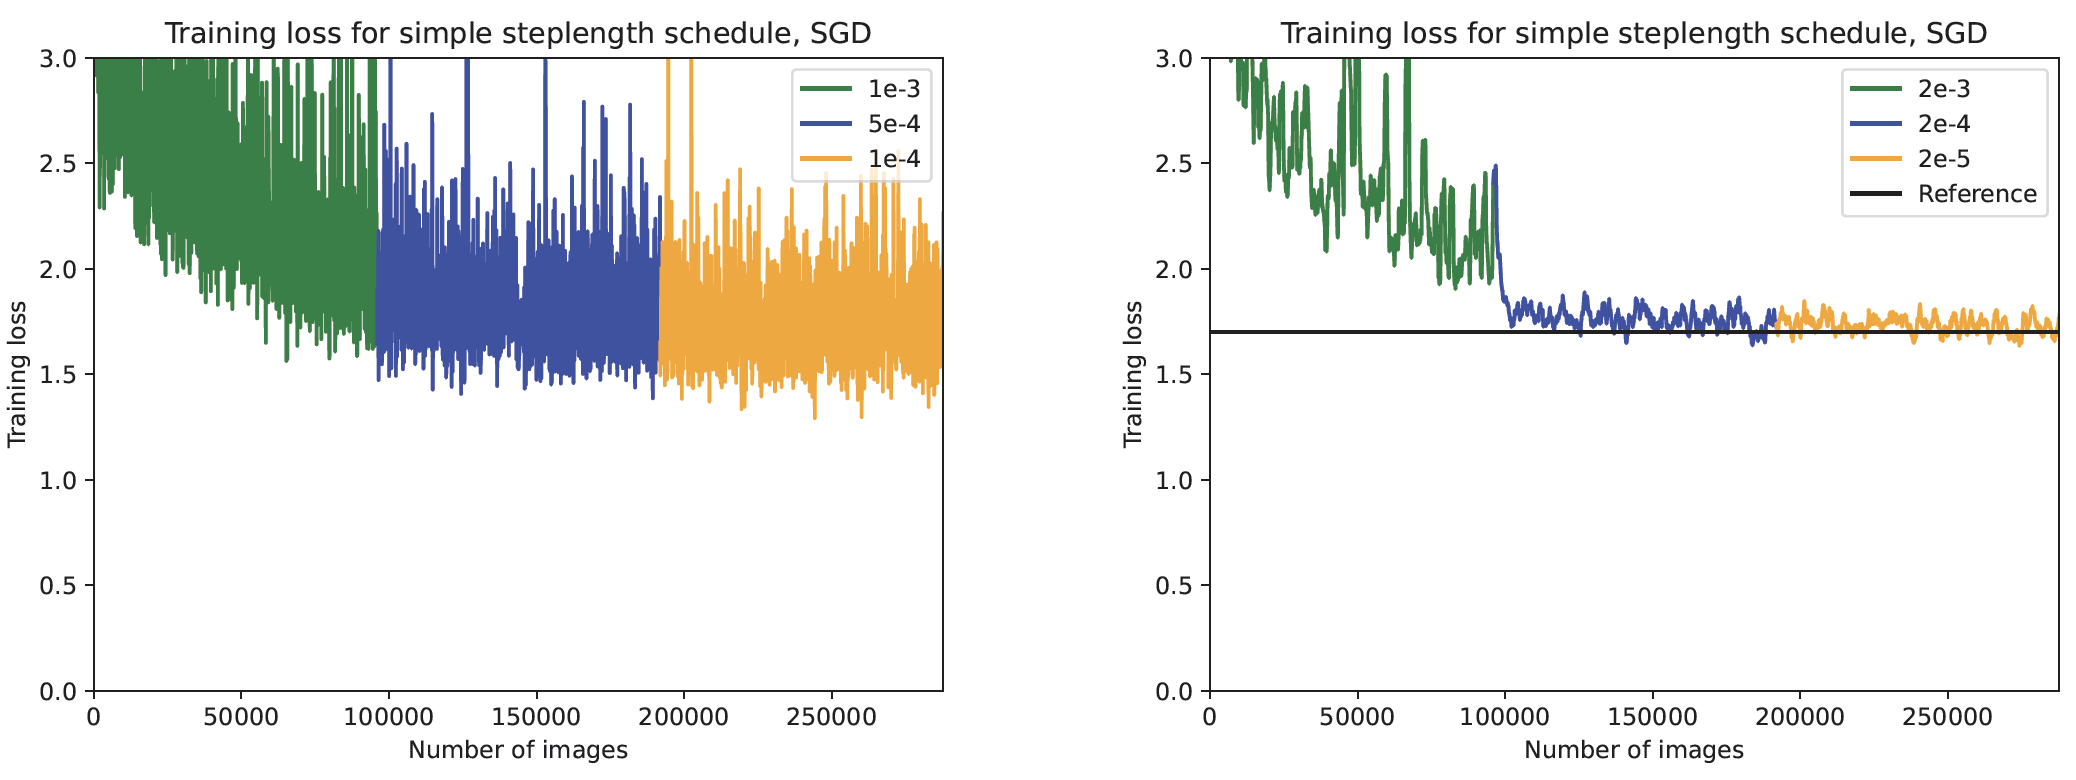 Training loss for simple steplength schedule, SGD
3.0
2.5
2.0
1.5
1.0
0.5
0.0
Training loss
1e-3
5e-4
1e-4
0
50000
100000
150000
200000
250000
Number of images
Training loss for simple steplength schedule, SGD
3.0
2.5
2.0
1.5
1.0
0.5
0.0
Training loss
2e-3
2e-4
2e-5
Reference
0
50000
100000
150000
200000
250000
Number of images